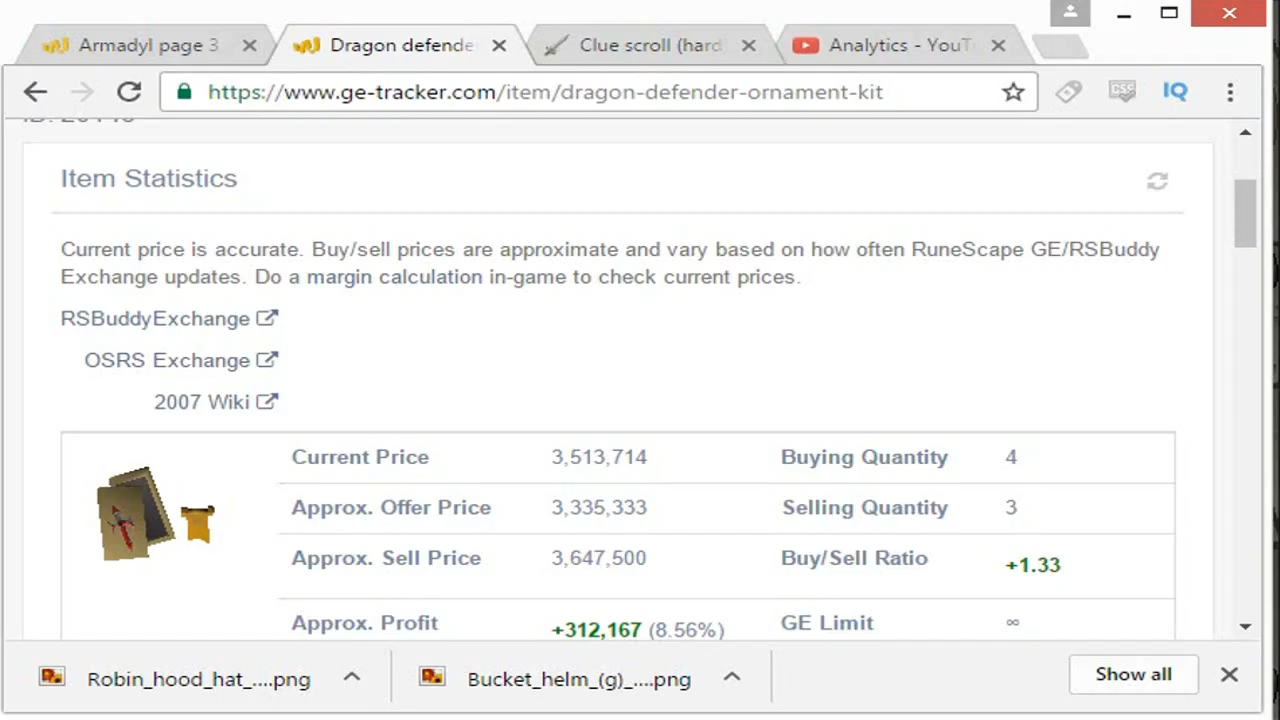 Armadyl page 3
Dragon defende
Clue scroll (hard
Analytics - YouT
https://www.ge-tracker.com/item/dragon-defender-ornament-kit
CSS
IQ
Item Statistics
Current price is accurate. Buy/sell prices are approximate and vary based on how often RuneScape GE/RSBuddy
Exchange updates. Do a margin calculation in-game to check current prices.
RSBuddyExchange
OSRS Exchange
2007 Wiki
Current Price 3,513,714 Buying Quantity 4
Approx. Offer Price 3,335,333 Selling Quantity 3
Approx. Sell Price 3,647,500 Buy/Sell Ratio +1.33
Approx. Profit +312,167 (8.56%) GE Limit ∞
Robin_hood_hat_....png
Bucket_helm_(g)_....png
Show all